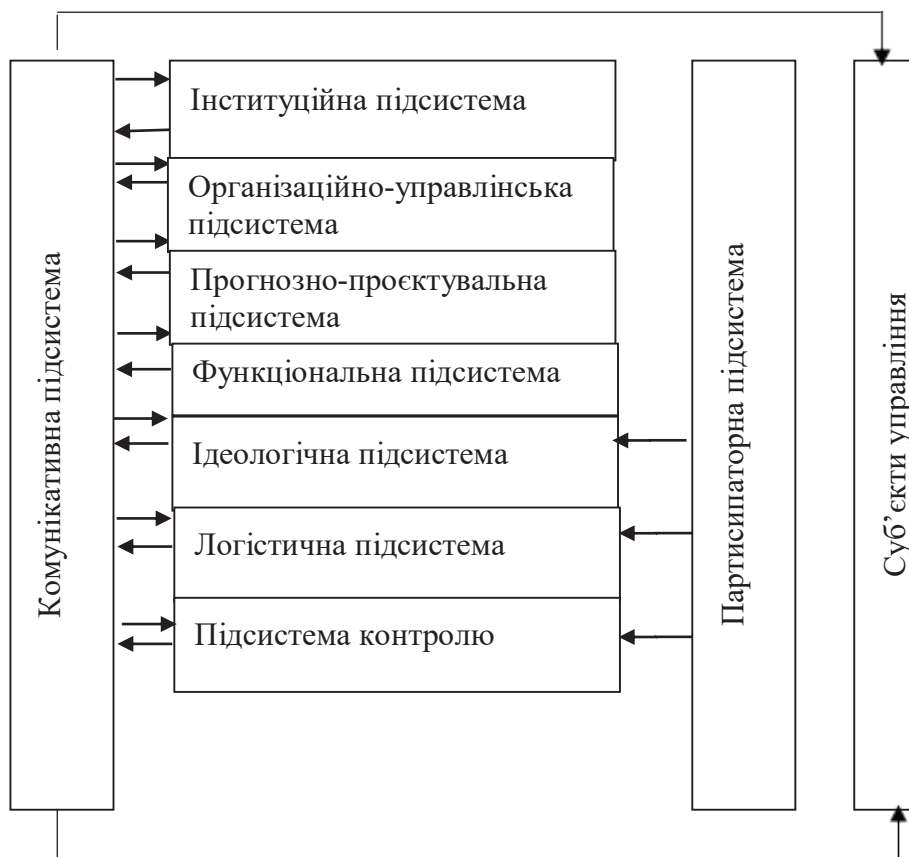 Комунікативна підсистема
Інституційна підсистема
Організаційно-управлінська
підсистема
Прогнозно-проєктувальна
підсистема
Функціональна підсистема
Ідеологічна підсистема
Логістична підсистема
Підсистема контролю
Партисипаторна підсистема
Суб’єкти управління